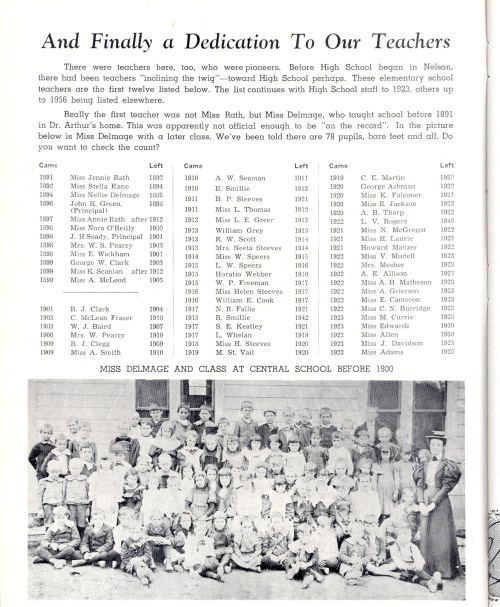 And Finally a Dedication To Our Teachers
There were teachers here, too, who were pioneers. Before High School began in Nelson,
there had been teachers "inclining the twig"—toward High School perhaps. These elementary school
teachers are the first twelve listed below. The list continues with High School staff to 1923, others up
to 1956 being listed elsewhere.
Really the first teacher was not Miss Rath, but Miss Delmage, who taught school before 1891
in Dr. Arthur's home. This was apparently not official enough to be "on the record". In the picture
below is Miss Delmage with a later class. We've been told there are 78 pupils, bare feet and all. Do
you want to check the count?
Came Left
1891 Miss Jennie Rath 1892
1892 Miss Stella Kane 1894
1894 Miss Nellie Delmage
1896 John R. Green, 1898
(Principal)
1897 Miss Annie Rath after 1912
1898 Miss Nora O'Reilly
1898 J.H.Soady, Principal 1901
1898 Mrs. W. S. Pearcy 1903
1898 Miss E. Wickham 1901
1899 George W. Clark 1903
1899 Miss K. Scanlan after 1912
1899 Miss A. McLeod 1905
1901 R. J. Clark 1904
1903 C. McLean Fraser 1910
1903 W. J. Baird 1907
1906 Mrs. W. Pearcy 1910
1909 R. J. Clegg 1909
1909 Miss A. Smith 1910
Came Left
1910 A. W. Seaman 1911
1910 R. Smillie 1913
1911 B. P. Steeves 1921
1911 Miss L. Thomas 1912
1912 Miss L. E. Greer 1913
1913 William Grey 1913
1913 R. W. Scott 1914
1913 Mrs. Neeta Steeves 1914
1914 Miss W. Speirs 1915
1915 L. W. Speirs 1916
1915 Horatio Webber 1916
1915 W. P. Freeman 1917
1916 Miss Helen Steeves 1917
1916 William E. Cook 1917
1917 N. R. Fallis 1921
1913 R. Smillie 1942
1917 S. E. Keatley 1921
1917 L. Whelan 1919
1918 Miss H. Steeves 1920
1919 M. St. Vail 1920
Came Left
1919 C. E. Martin
1920 George Ashman 1922
1920 Miss K. Falconer 1921
1920 Miss E. Jackson 1922
1920 A. B. Thorp 1922
1922 L. V. Rogers
1921 Miss N. McGregor 1922
1921 Miss H. Laurie 1923
1921 Howard Manzer 1922
1922 Miss V. Murdell 1923
1922 Mrs. Mesher 1923
1922 A. E. Allison 1923
1922 Miss A. H. Matheson 1925
1922 Miss A. Grierson 1923
1922 Miss E. Cameron 1923
1922 Miss C. N. Burridge 1923
1923 Miss M. Currie 1923
1923 Miss Edwards
1922 Miss Allen
1923 Miss J. Davidson 1925
1923 Miss Adams 1925
MISS DELMAGE AND CLASS AT CENTRAL SCHOOL BEFORE 1900